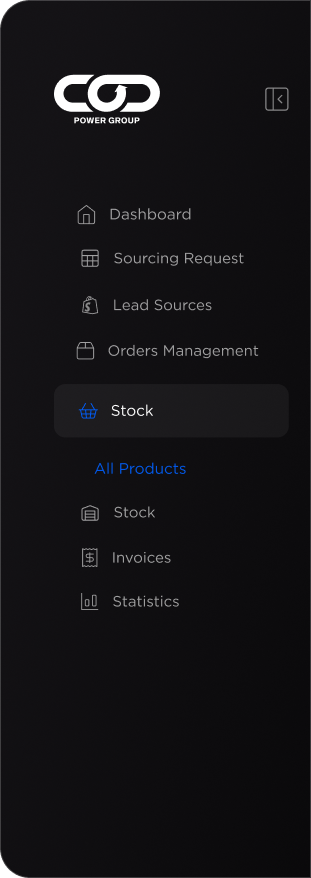 COD
POWER GROUP
Dashboard
Sourcing Request
Lead Sources
Orders Management
Stock
All Products
Stock
Invoices
Statistics